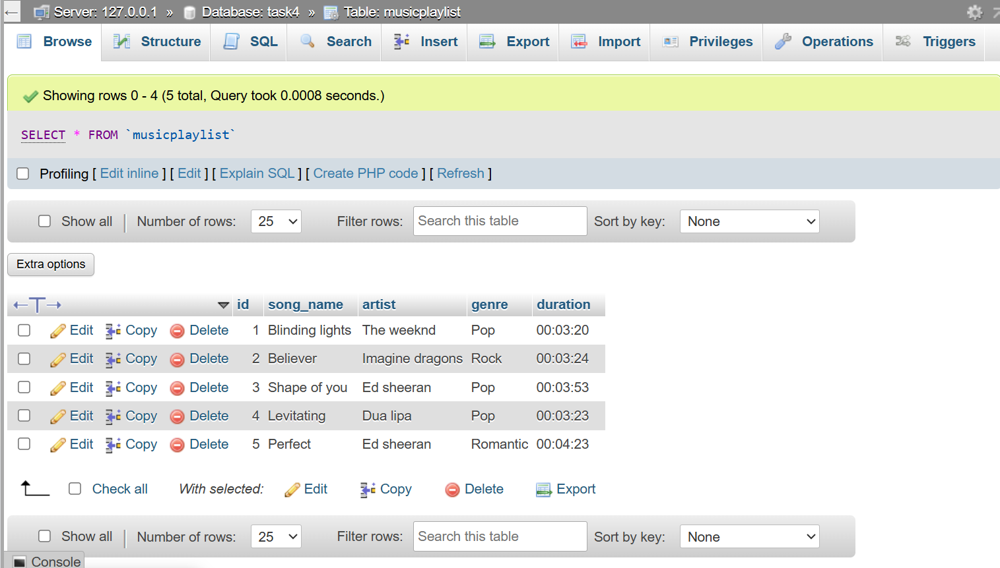 Server: 127.0.0.1 » Database: task4 » Table: musicplaylist
Browse Structure SQL Search Insert Export Import Privileges Operations Triggers
Showing rows 0 - 4 (5 total, Query took 0.0008 seconds.)
SELECT * FROM `musicplaylist`
Profiling [ Edit inline ] [ Edit ] [ Explain SQL ] [ Create PHP code ] [ Refresh ]
Show all Number of rows: 25 Filter rows: Search this table Sort by key: None
Extra options
id song_name artist genre duration
Edit Copy Delete 1 Blinding lights The weeknd Pop 00:03:20
Edit Copy Delete 2 Believer Imagine dragons Rock 00:03:24
Edit Copy Delete 3 Shape of you Ed sheeran Pop 00:03:53
Edit Copy Delete 4 Levitating Dua lipa Pop 00:03:23
Edit Copy Delete 5 Perfect Ed sheeran Romantic 00:04:23
Check all With selected: Edit Copy Delete Export
Show all Number of rows: 25 Filter rows: Search this table Sort by key: None
Console